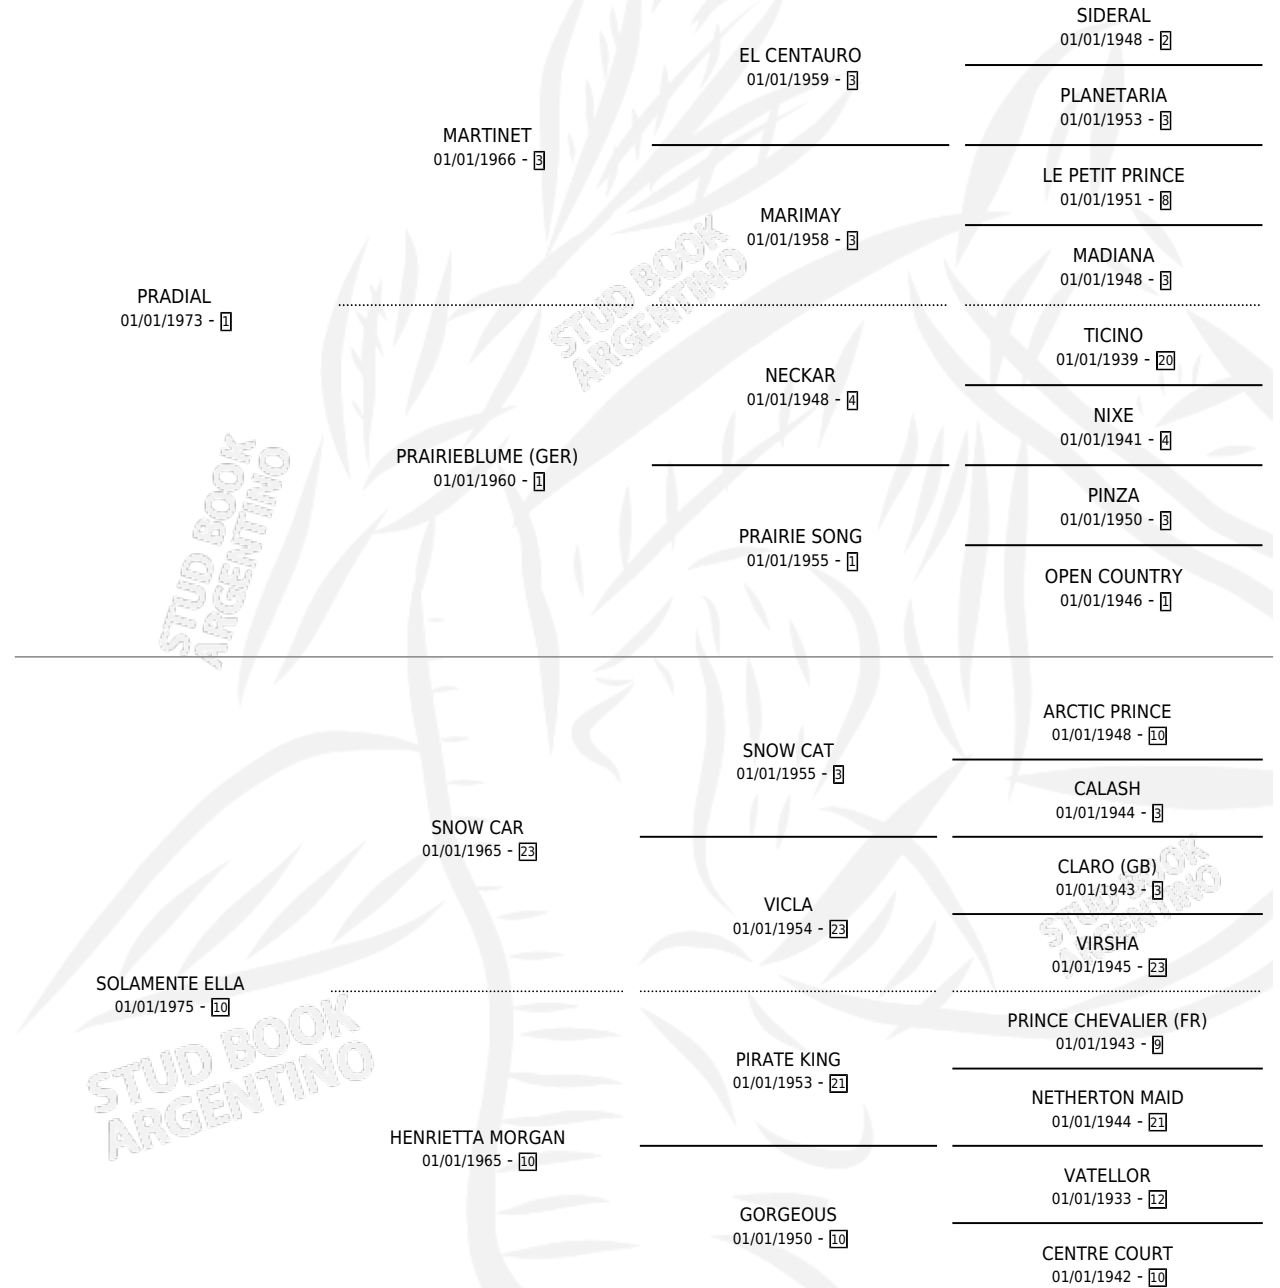 SIDERAL
01/01/1948 - 2
EL CENTAURO
01/01/1959 - 3
PLANETARIA
01/01/1953 - 3
MARTINET
01/01/1966 - 3
LE PETIT PRINCE
01/01/1951 - 8
MARIMAY
01/01/1958 - 3
MADIANA
01/01/1948 - 3
PRADIAL
01/01/1973 - 1
TICINO
01/01/1939 - 20
NECKAR
01/01/1948 - 4
NIXE
01/01/1941 - 4
PRAIRIEBLUME (GER)
01/01/1960 - 1
PINZA
01/01/1950 - 3
PRAIRIE SONG
01/01/1955 - 1
OPEN COUNTRY
01/01/1946 - 1
ARCTIC PRINCE
01/01/1948 - 10
SNOW CAT
01/01/1955 - 3
CALASH
01/01/1944 - 3
SNOW CAR
01/01/1965 - 23
CLARO (GB)
01/01/1943 - 3
VICLA
01/01/1954 - 23
VIRSHA
01/01/1945 - 23
SOLAMENTE ELLA
01/01/1975 - 10
PRINCE CHEVALIER (FR)
01/01/1943 - 9
PIRATE KING
01/01/1953 - 21
NETHERTON MAID
01/01/1944 - 21
HENRIETTA MORGAN
01/01/1965 - 10
VATELLOR
01/01/1933 - 12
GORGEOUS
01/01/1950 - 10
CENTRE COURT
01/01/1942 - 10
STUD BOOK
ARGENTINO
STUD BOOK
ARGENTINO
STUD BOOK
ARGENTINO
STUD BOOK
ARGENTINO